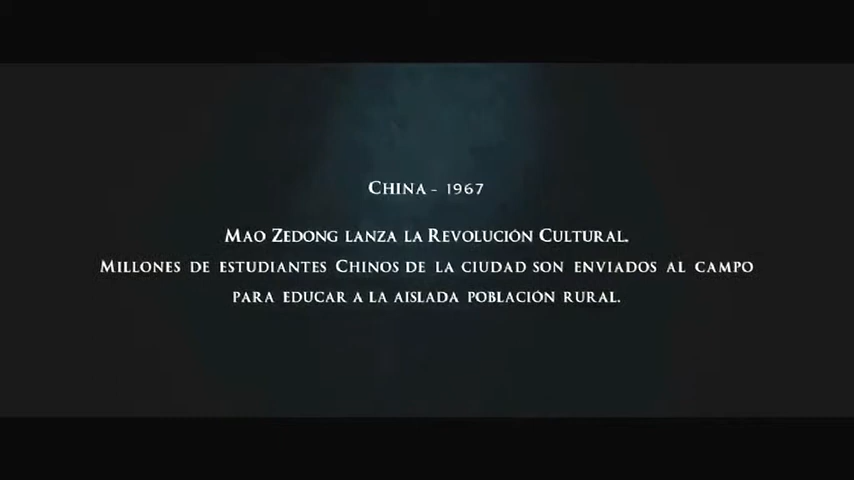 China - 1967
Mao Zedong lanza la Revolución Cultural.
Millones de estudiantes Chinos de la ciudad son enviados al campo
para educar a la aislada población rural.